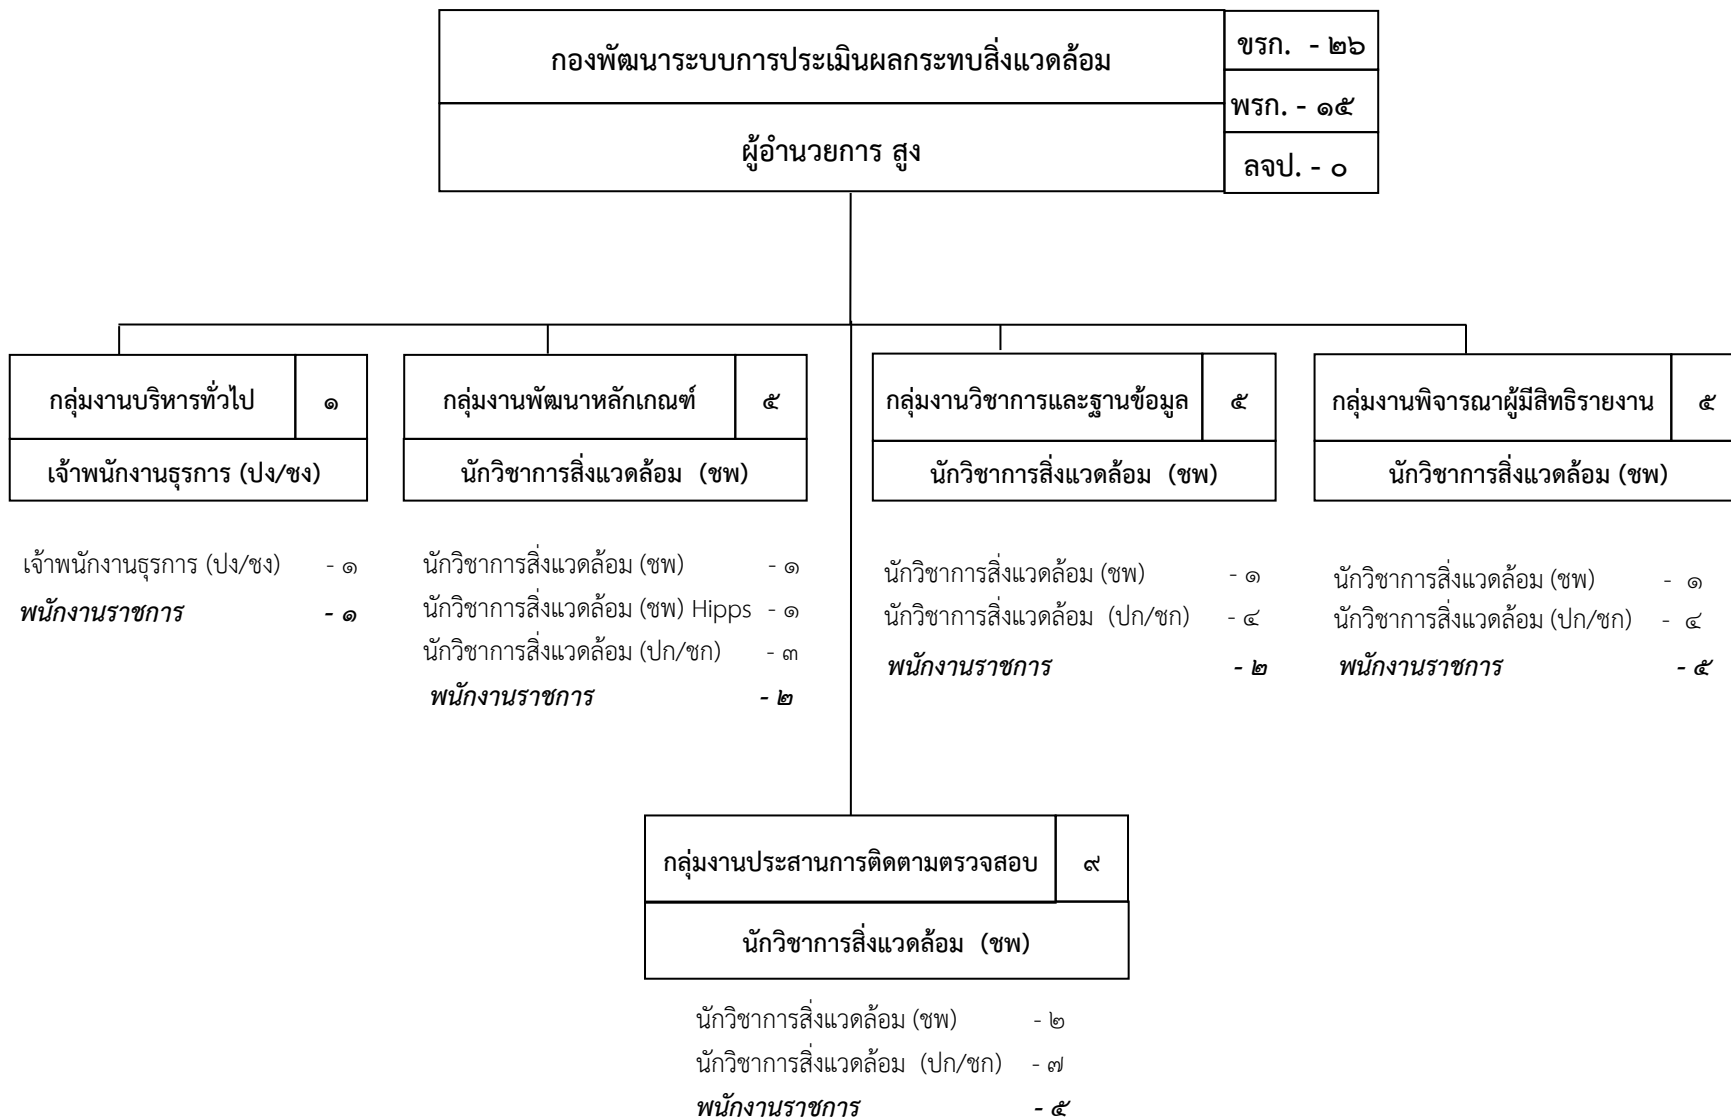 กองพัฒนาระบบการประเมินผลกระทบสิ่งแวดล้อม
ผู้อำนวยการ สูง
ขรก. - ๒๖
พรก. - ๑๕
ลจป. - ๐
กลุ่มงานบริหารทั่วไป ๑
เจ้าพนักงานธุรการ (ปง/ชง)
เจ้าพนักงานธุรการ (ปง/ชง) - ๑
พนักงานราชการ - ๑
กลุ่มงานพัฒนาหลักเกณฑ์ ๕
นักวิชาการสิ่งแวดล้อม (ชพ)
นักวิชาการสิ่งแวดล้อม (ชพ) - ๑
นักวิชาการสิ่งแวดล้อม (ชพ) Hipps - ๑
นักวิชาการสิ่งแวดล้อม (ปก/ชก) - ๓
พนักงานราชการ - ๒
กลุ่มงานวิชาการและฐานข้อมูล ๕
นักวิชาการสิ่งแวดล้อม (ชพ)
นักวิชาการสิ่งแวดล้อม (ชพ) - ๑
นักวิชาการสิ่งแวดล้อม (ปก/ชก) - ๔
พนักงานราชการ - ๒
กลุ่มงานพิจารณาผู้มีสิทธิรายงาน ๕
นักวิชาการสิ่งแวดล้อม (ชพ)
นักวิชาการสิ่งแวดล้อม (ชพ) - ๑
นักวิชาการสิ่งแวดล้อม (ปก/ชก) - ๔
พนักงานราชการ - ๕
กลุ่มงานประสานการติดตามตรวจสอบ ๙
นักวิชาการสิ่งแวดล้อม (ชพ)
นักวิชาการสิ่งแวดล้อม (ชพ) - ๒
นักวิชาการสิ่งแวดล้อม (ปก/ชก) - ๗
พนักงานราชการ - ๕